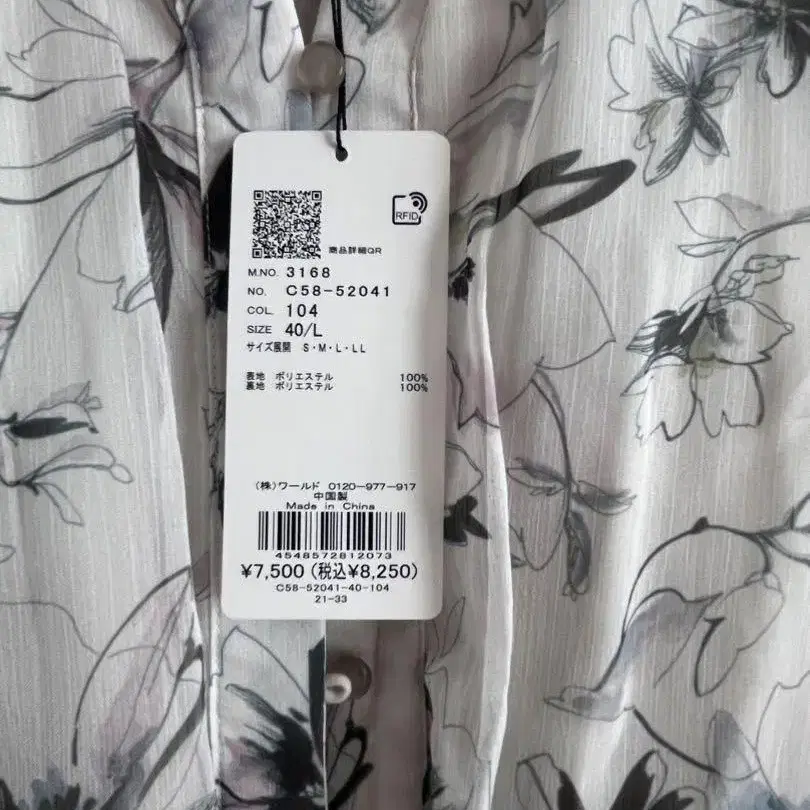 RFID
商品詳細QR
M.NO. 3168
NO. C58-52041
COL. 104
SIZE 40/L
サイズ展開 S・M・L・LL
表地 ポリエステル 100%
裏地 ポリエステル 100%
(株)ワールド 0120-977-917
中国製
Made in China
4548572812073
¥7,500(税込¥8,250)
C58-52041-40-104
21-33